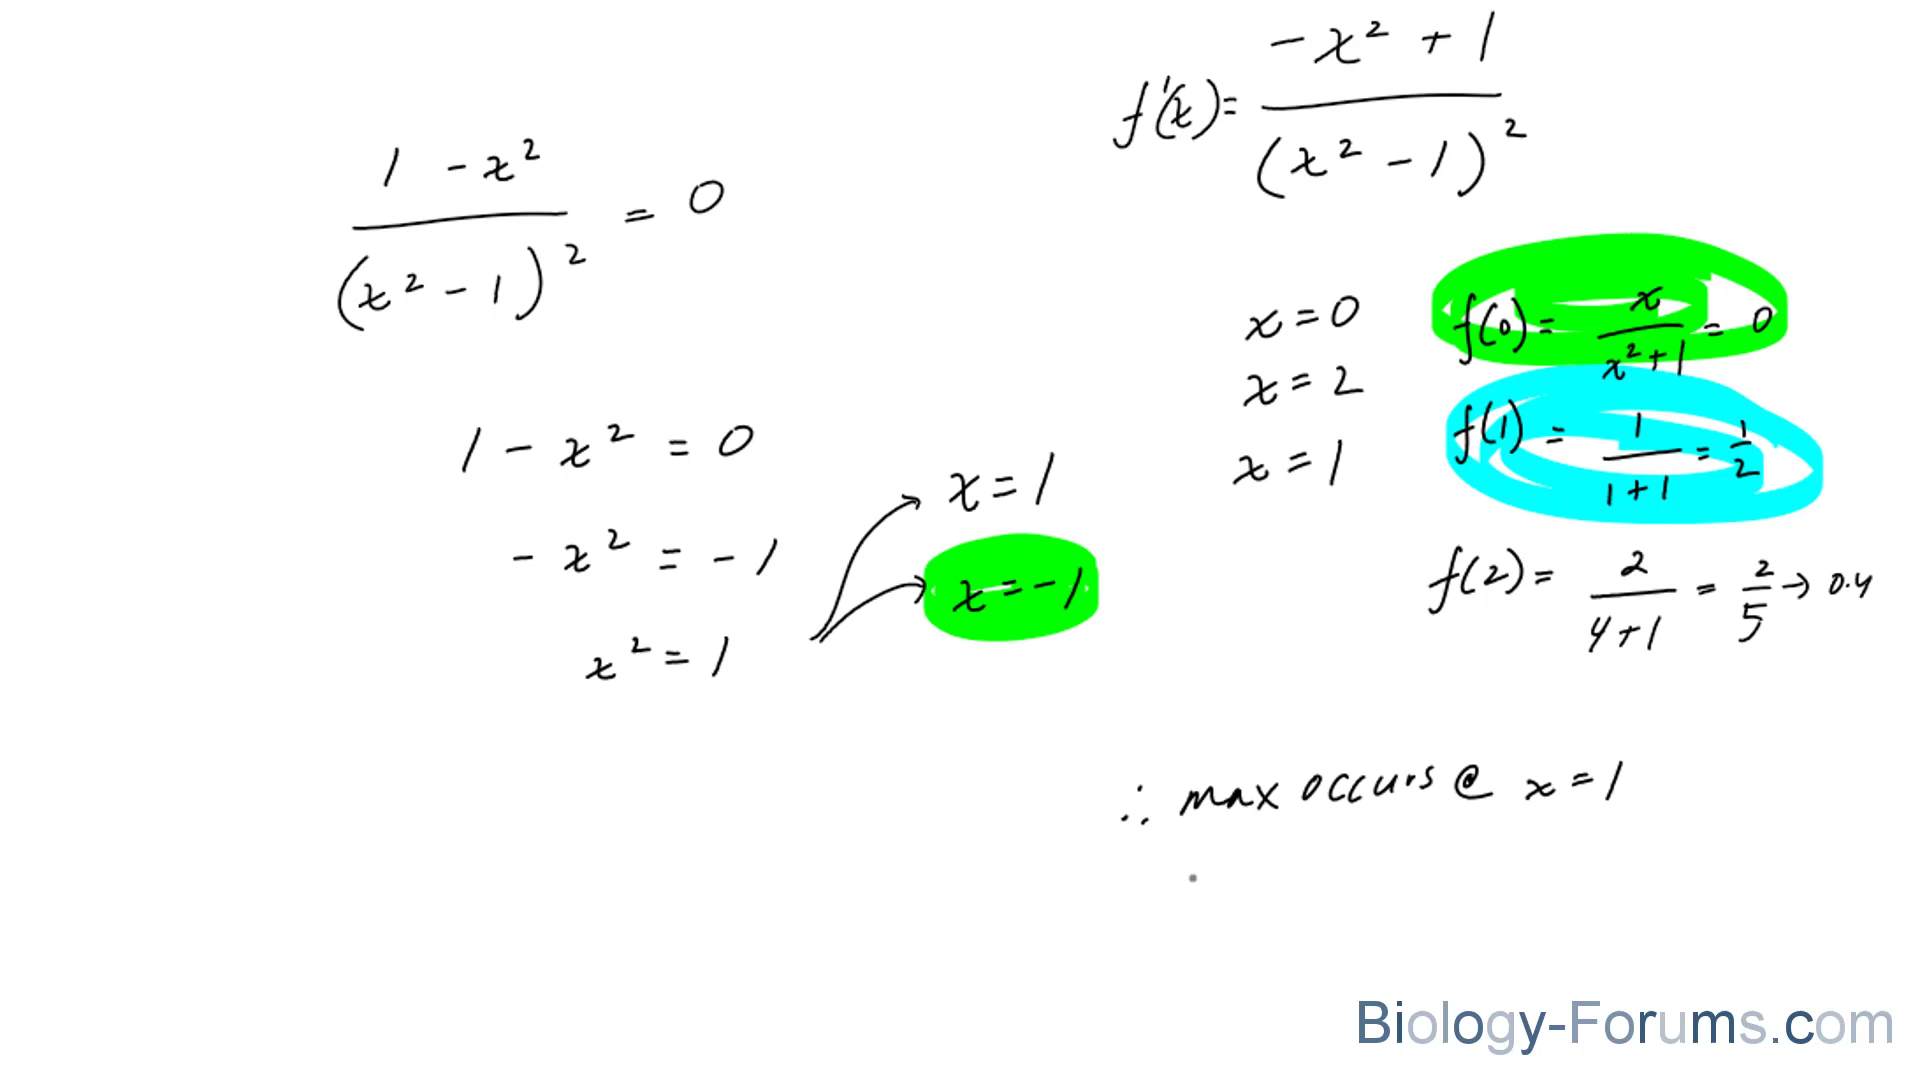 1 - x² / (x² - 1)² = 0
1 - x² = 0
- x² = -1
x² = 1
x = 1
x = -1
f'(x) = -x² + 1 / (x² - 1)²
x = 0
x = 2
x = 1
f(0) = x / x² + 1 = 0
f(1) = 1 / 1 + 1 = 1/2
f(2) = 2 / 4 + 1 = 2/5 → 0.4
∴ max occurs @ x = 1
Biology-Forums.com